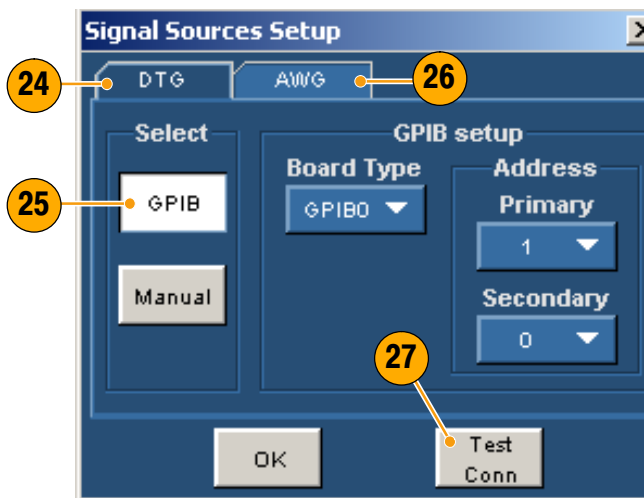 Signal Sources Setup
24
DTG
AWG
26
Select
GPIB setup
25
GPIB
Board Type
GPIB0
Address
Primary
1
Manual
Secondary
0
27
OK
Test
Conn